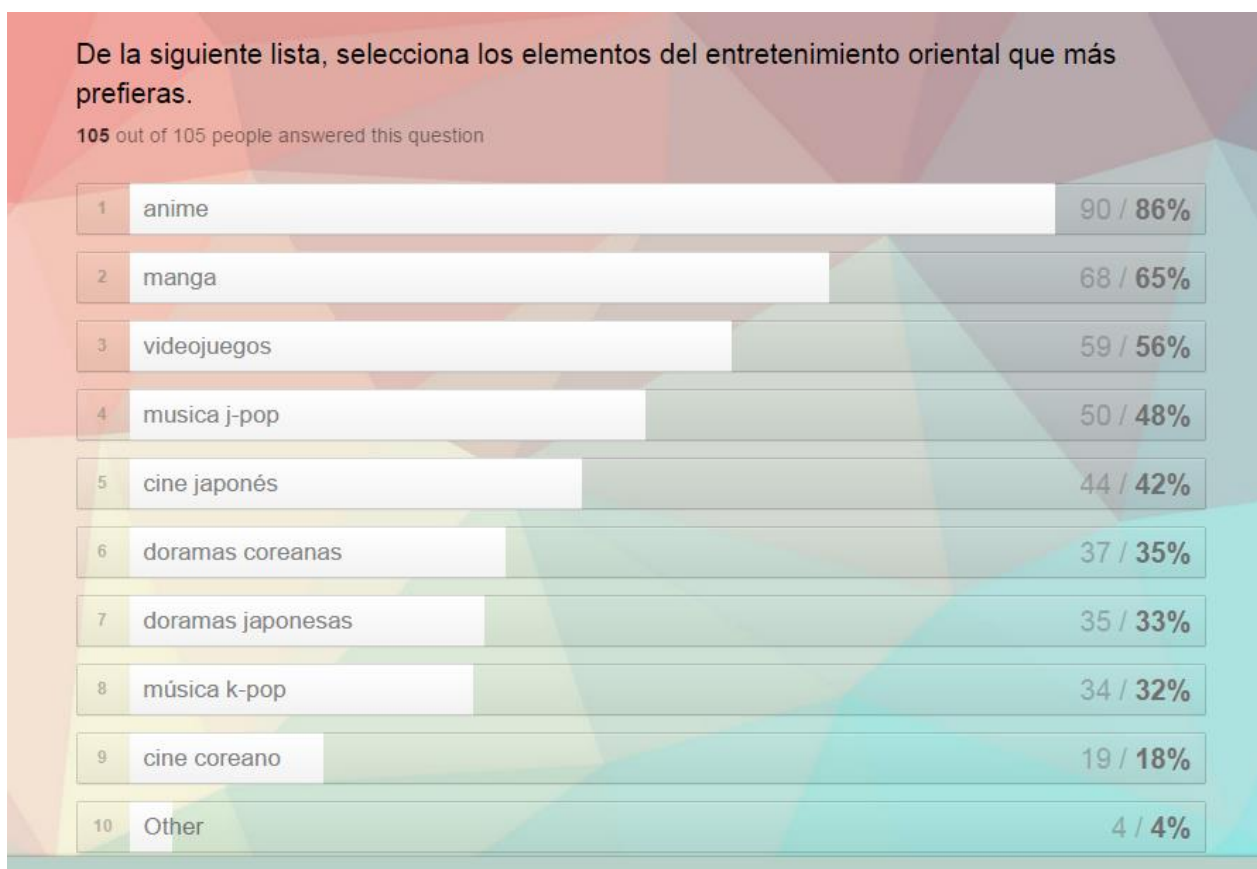 De la siguiente lista, selecciona los elementos del entretenimiento oriental que más
prefieras.
105 out of 105 people answered this question
1 anime 90 / 86%
2 manga 68 / 65%
3 videojuegos 59 / 56%
4 musica j-pop 50 / 48%
5 cine japonés 44 / 42%
6 doramas coreanas 37 / 35%
7 doramas japonesas 35 / 33%
8 música k-pop 34 / 32%
9 cine coreano 19 / 18%
10 Other 4 / 4%